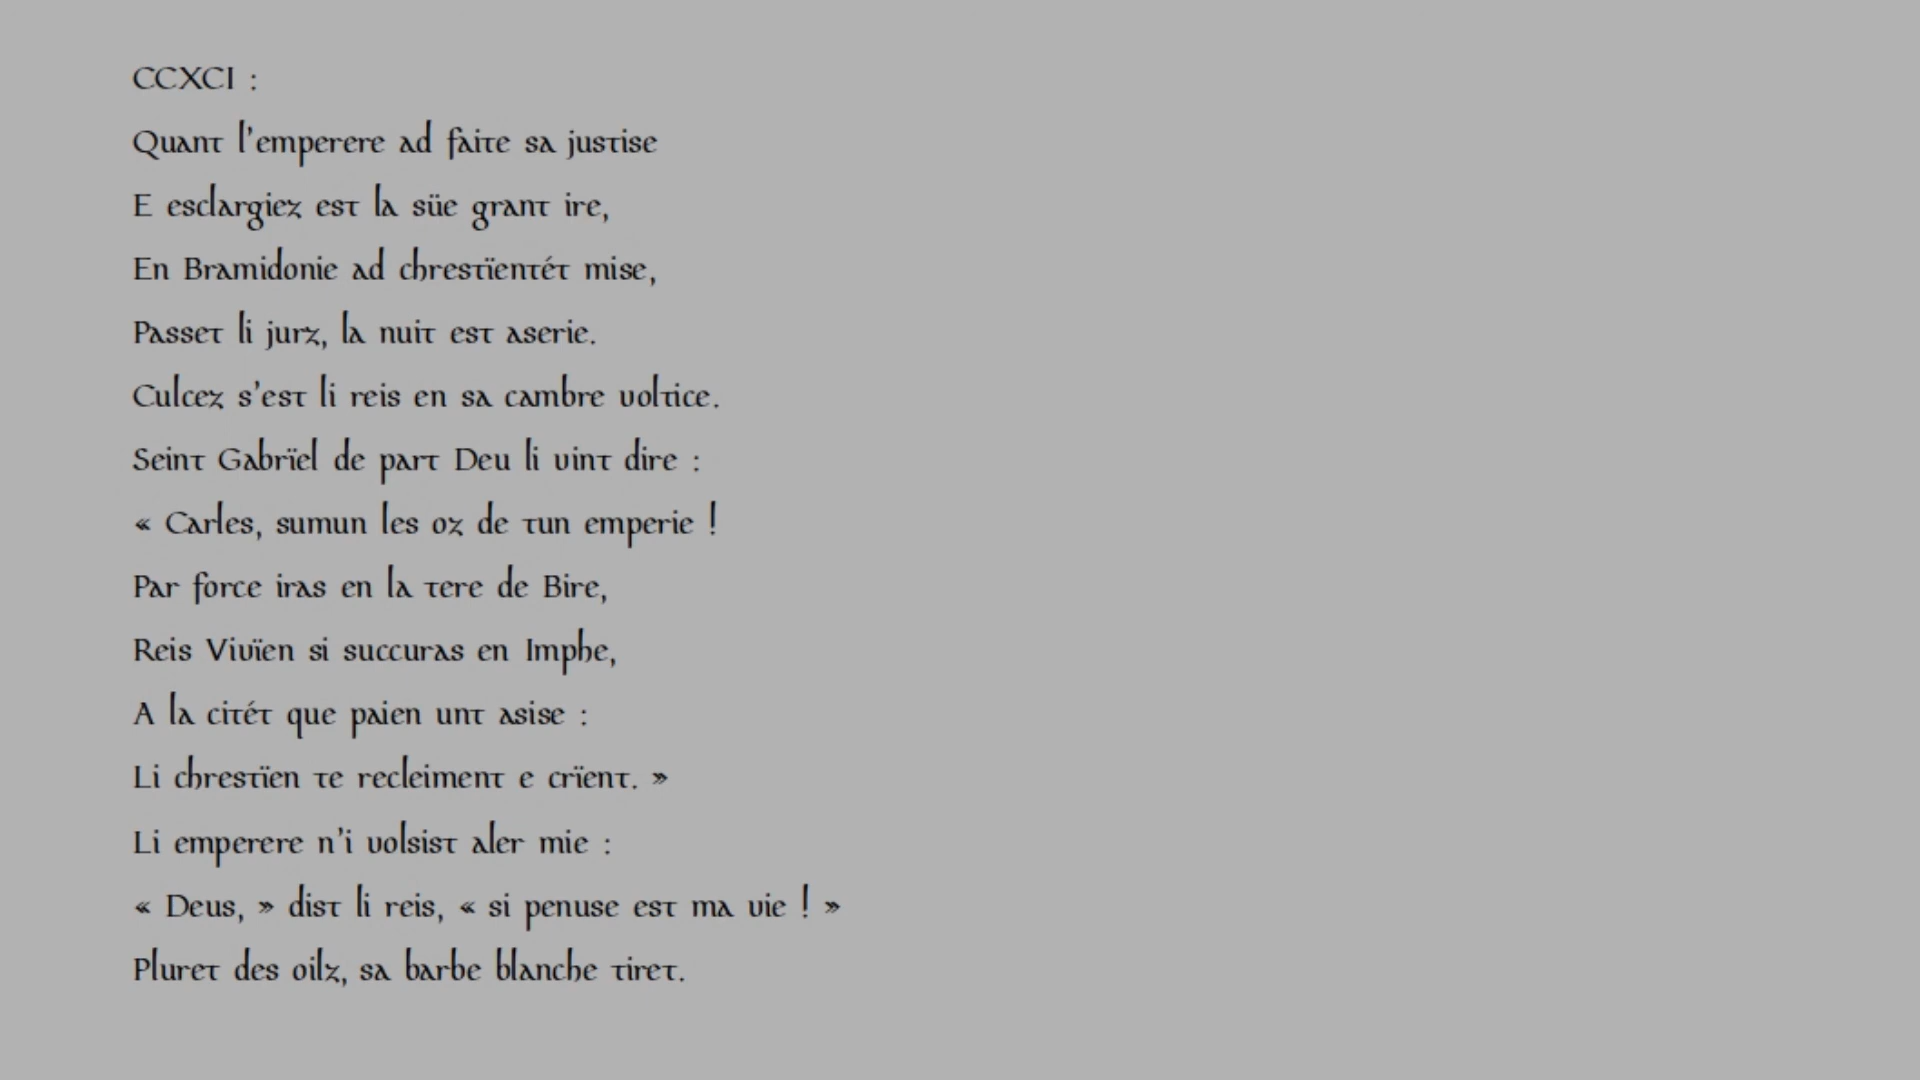 CCXCI :
Quant l'emperere ad faite sa justise
E esclargiez est la süe grant ire,
En Bramidonie ad chrestïentét mise,
Passet li jurz, la nuit est aserie.
Culcez s'est li reis en sa cambre voltice.
Seint Gabrïel de part Deu li vint dire :
« Carles, sumun les oz de tun emperie !
Par force iras en la tere de Bire,
Reis Vivïen si succuras en Imphe,
A la citét que paien unt asise :
Li chrestïen te recleiment e crïent. »
Li emperere n'i volsist aler mie :
« Deus, » dist li reis, « si penuse est ma vie ! »
Pluret des oilz, sa barbe blanche tiret.